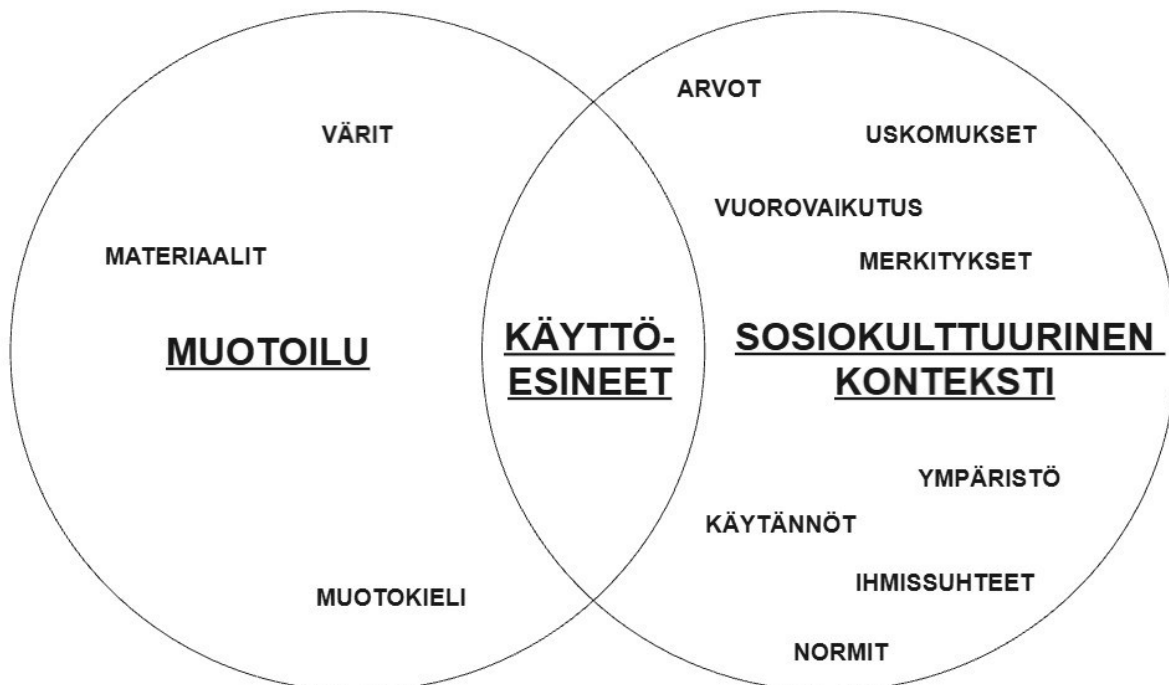 ARVOT
VÄRIT
USKOMUKSET
VUOROVAIKUTUS
MATERIAALIT
MERKITYKSET
MUOTOILU
KÄYTTÖ-
ESINEET
SOSIOKULTTUURINEN
KONTEKSTI
YMPÄRISTÖ
KÄYTÄNNÖT
IHMISSUHTEET
MUOTOKIELI
NORMIT